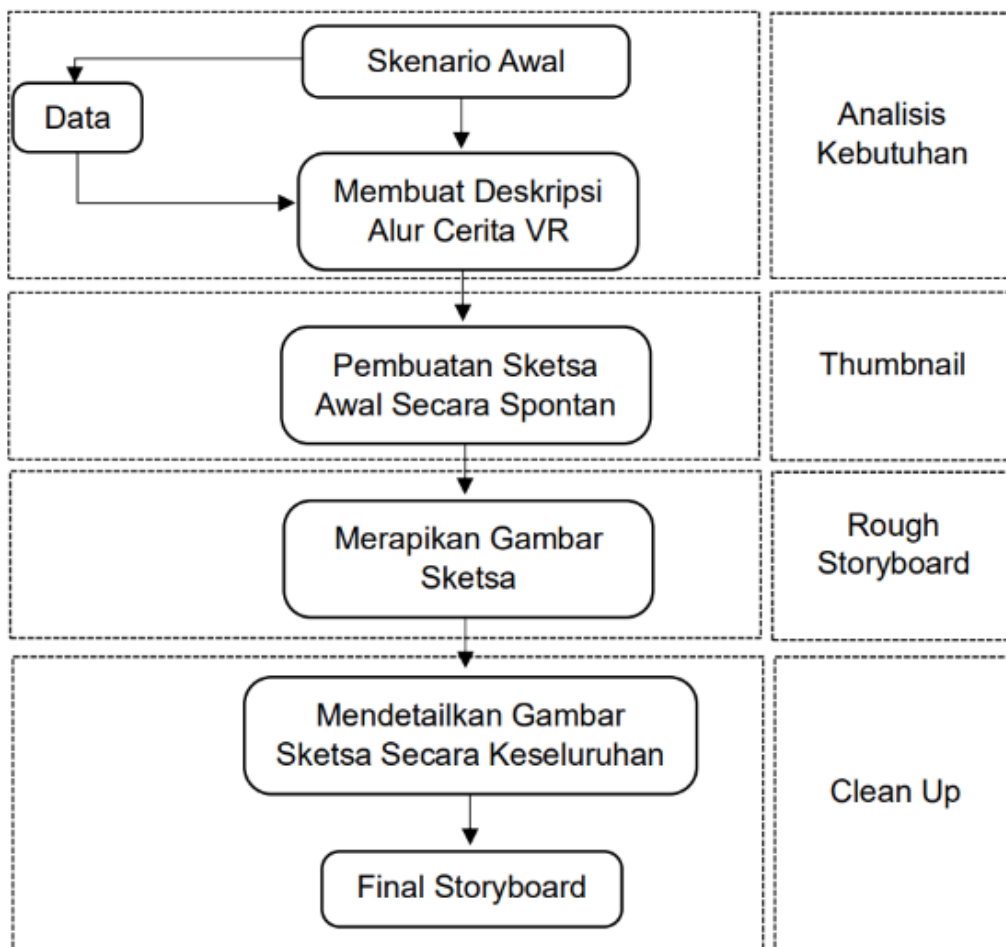 Skenario Awal
Data
Membuat Deskripsi
Alur Cerita VR
Analisis
Kebutuhan
Pembuatan Sketsa
Awal Secara Spontan
Thumbnail
Merapikan Gambar
Sketsa
Rough
Storyboard
Mendetailkan Gambar
Sketsa Secara Keseluruhan
Final Storyboard
Clean Up